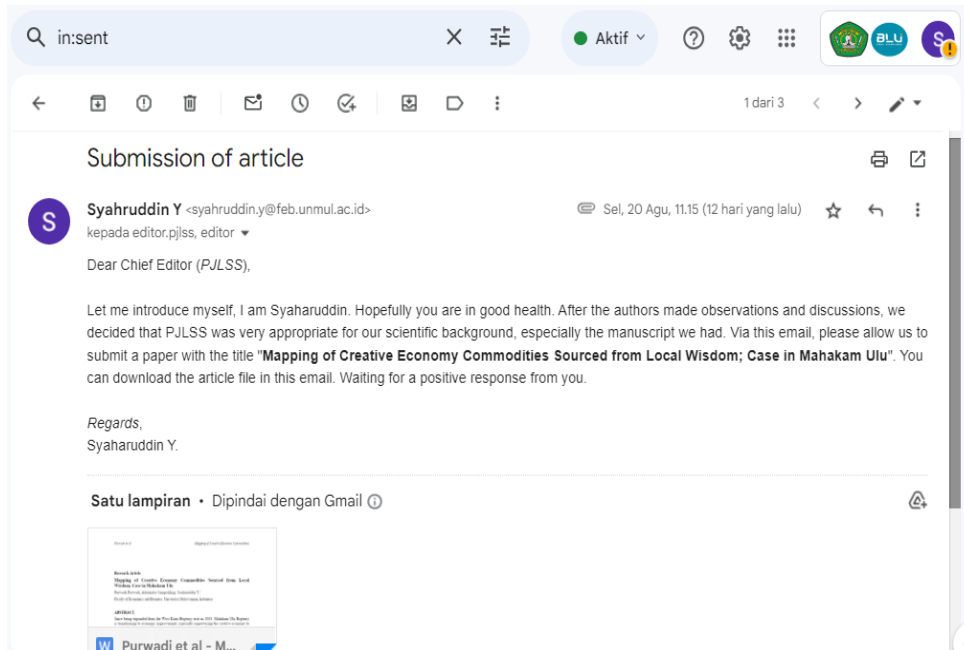 in:sent
Aktif
BLU
S
1 dari 3
Submission of article
S
Syahruddin Y <syahruddin.y@feb.unmul.ac.id>
Sel, 20 Agu, 11.15 (12 hari yang lalu)
kepada editor.pjlss, editor
Dear Chief Editor (PJLSS),
Let me introduce myself, I am Syaharuddin. Hopefully you are in good health. After the authors made observations and discussions, we
decided that PJLSS was very appropriate for our scientific background, especially the manuscript we had. Via this email, please allow us to
submit a paper with the title "Mapping of Creative Economy Commodities Sourced from Local Wisdom; Case in Mahakam Ulu". You
can download the article file in this email. Waiting for a positive response from you.
Regards,
Syaharuddin Y.
Satu lampiran • Dipindai dengan Gmail
Research Article
Mapping of Creative Economy Commodities Sourced from Local
Wisdom; Case in Mahakam Ulu
ABSTRACT
W Purwadi et al - M...